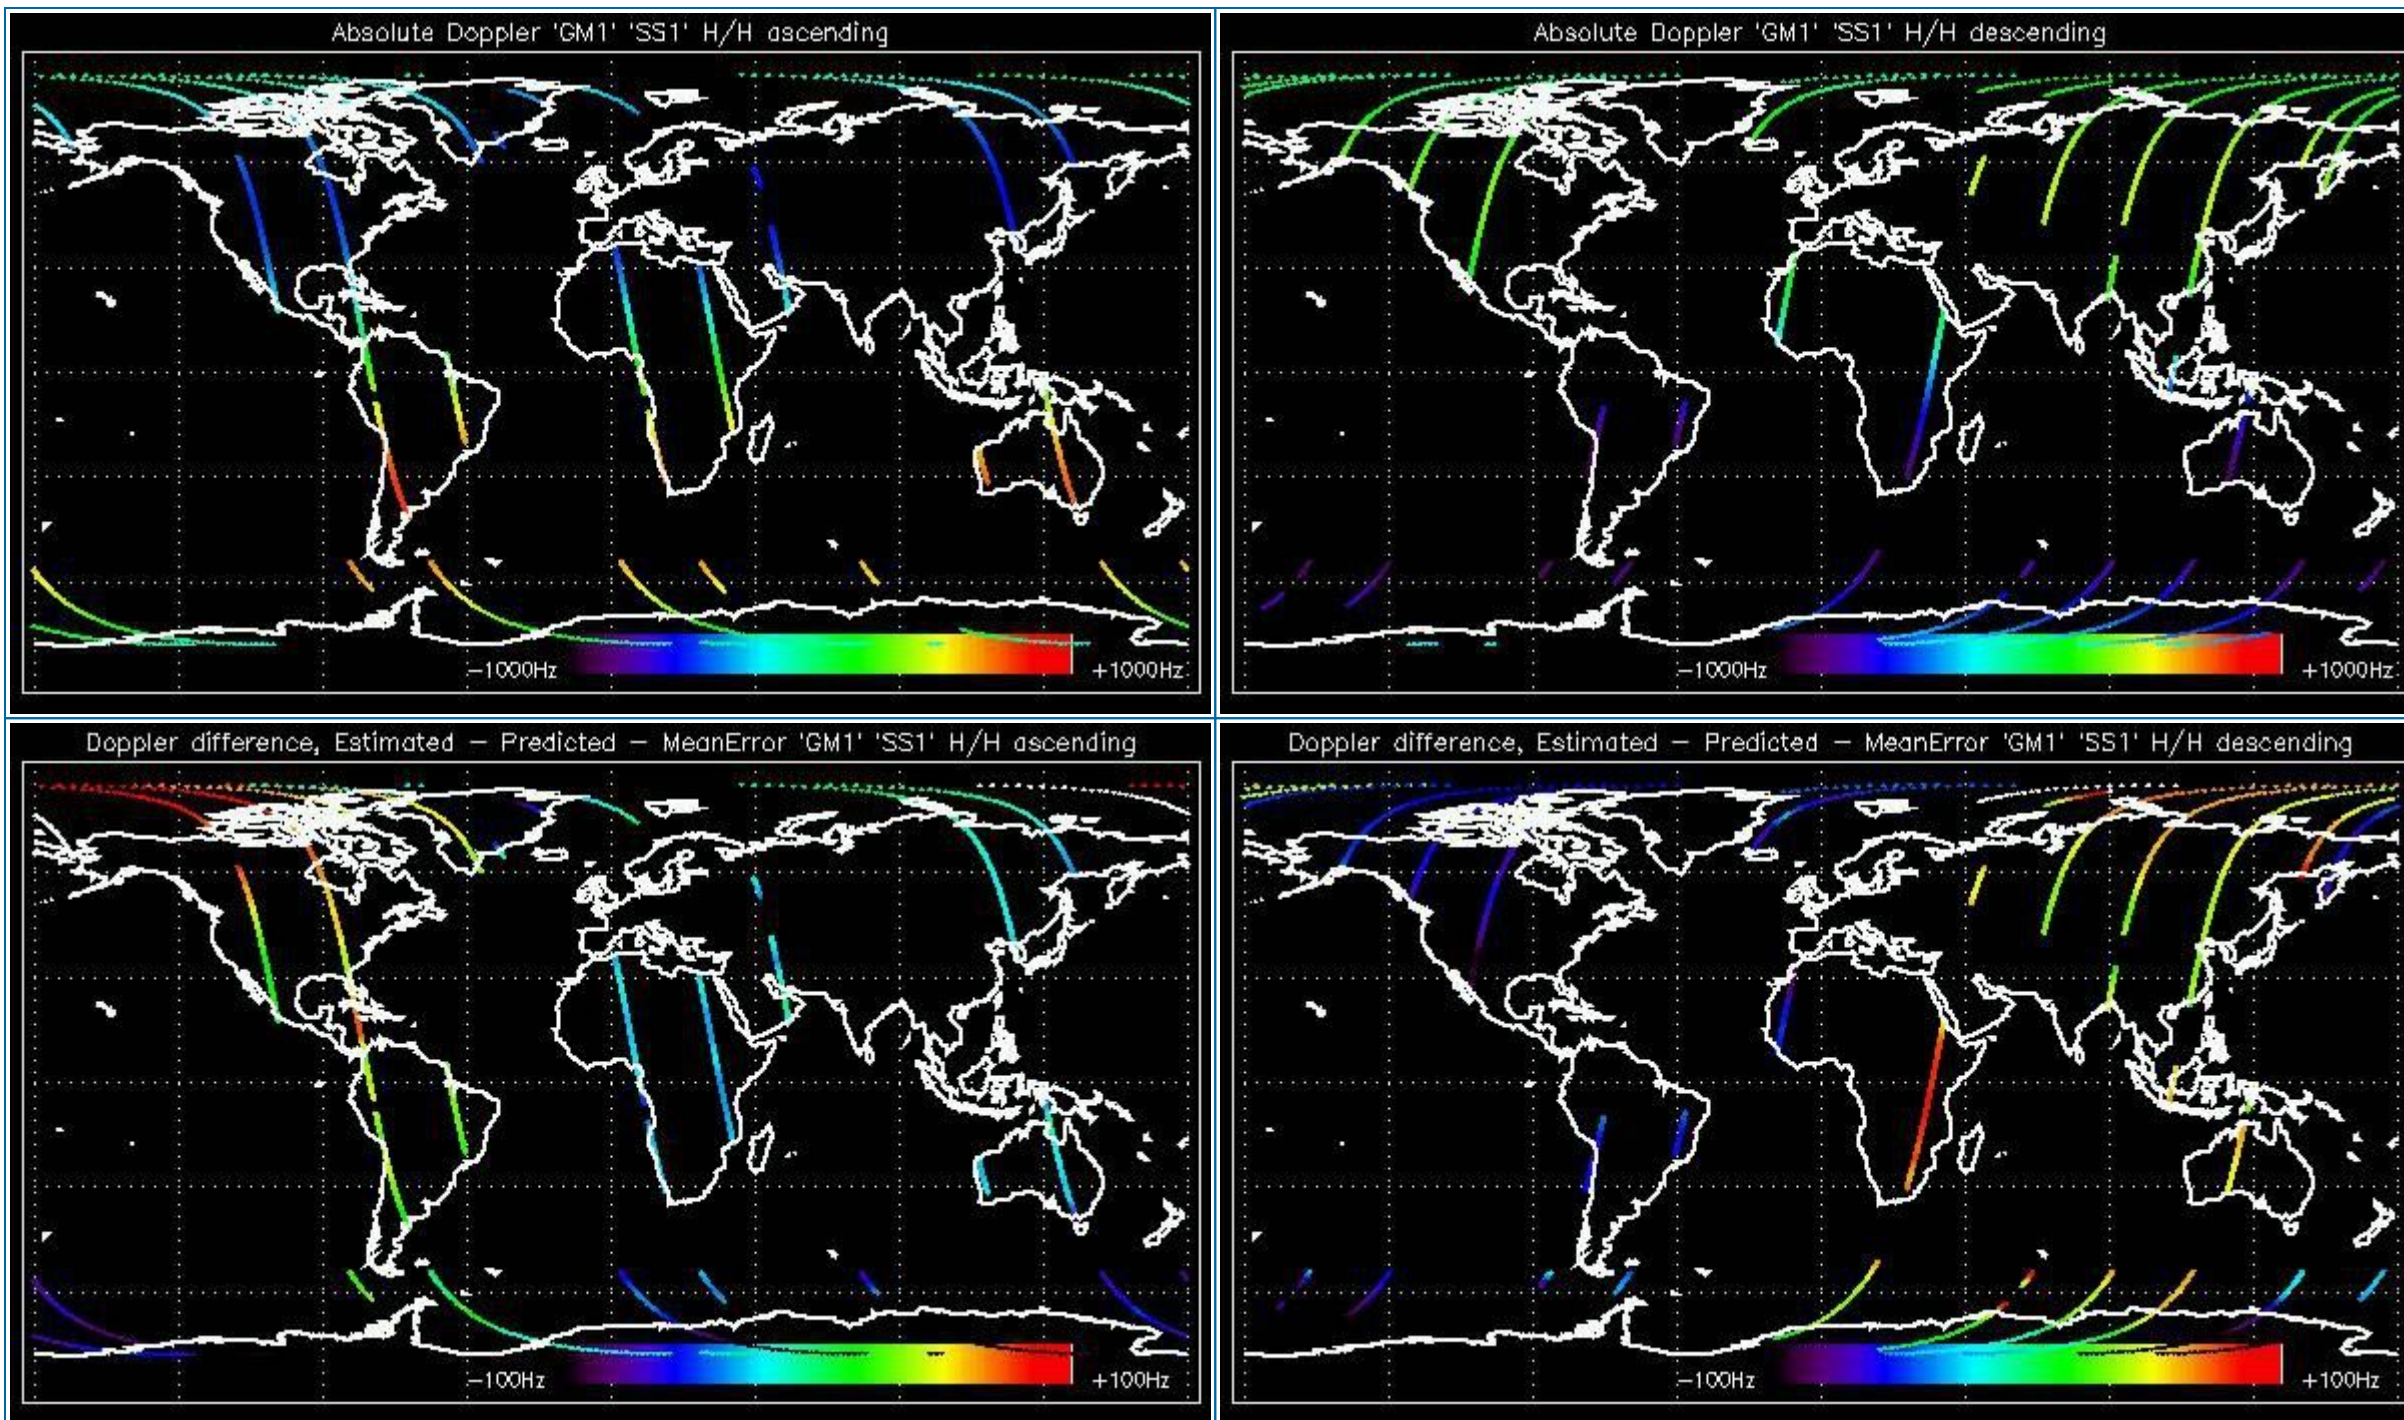 Absolute Doppler 'GM1' 'SS1' H/H ascending
-1000Hz
+1000Hz
Absolute Doppler 'GM1' 'SS1' H/H descending
-1000Hz
+1000Hz
Doppler difference, Estimated - Predicted - MeanError 'GM1' 'SS1' H/H ascending
-100Hz
+100Hz
Doppler difference, Estimated - Predicted - MeanError 'GM1' 'SS1' H/H descending
-100Hz
+100Hz